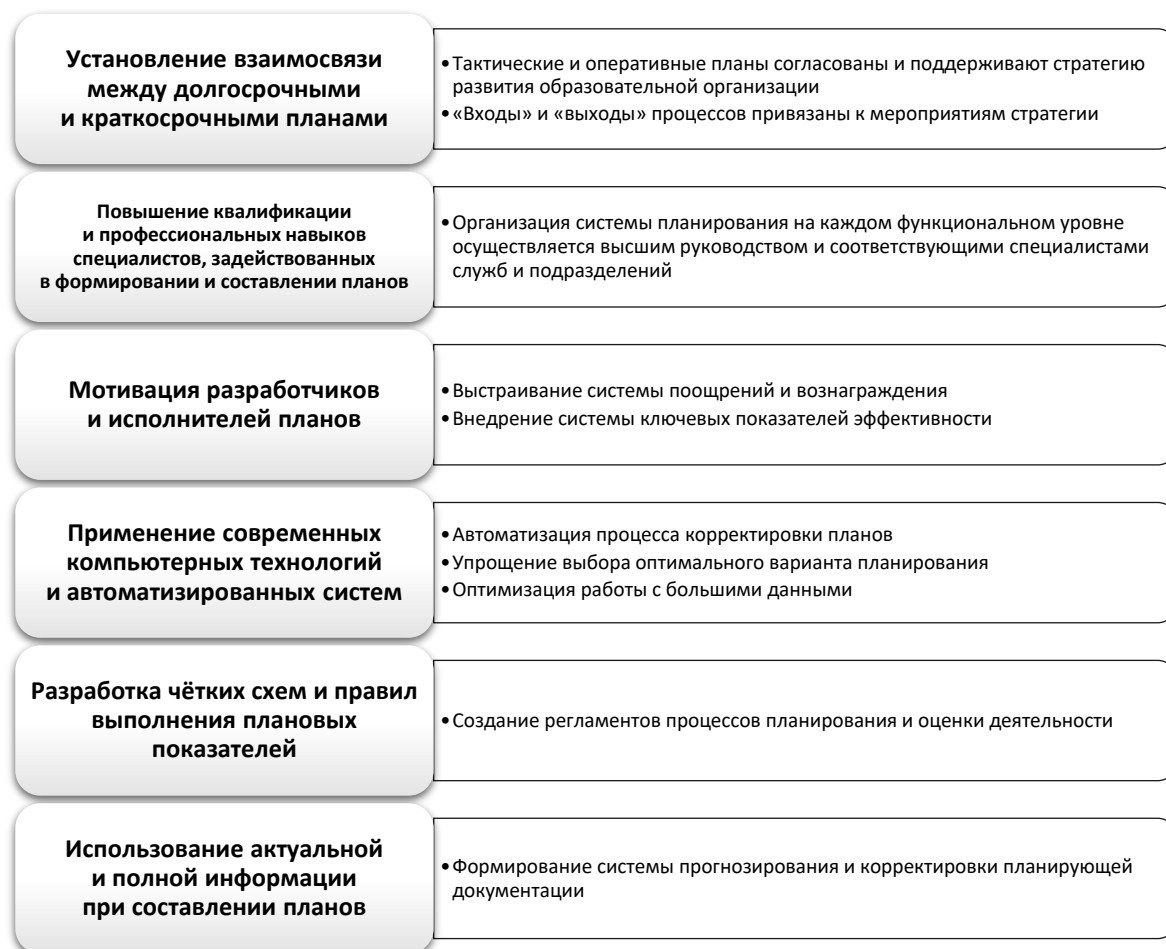 Установление взаимосвязи
между долгосрочными
и краткосрочными планами
•Тактические и оперативные планы согласованы и поддерживают стратегию
развития образовательной организации
•«Входы» и «выходы» процессов привязаны к мероприятиям стратегии
Повышение квалификации
и профессиональных навыков
специалистов, задействованных
в формировании и составлении планов
•Организация системы планирования на каждом функциональном уровне
осуществляется высшим руководством и соответствующими специалистами
служб и подразделений
Мотивация разработчиков
и исполнителей планов
•Выстраивание системы поощрений и вознаграждения
•Внедрение системы ключевых показателей эффективности
Применение современных
компьютерных технологий
и автоматизированных систем
•Автоматизация процесса корректировки планов
•Упрощение выбора оптимального варианта планирования
•Оптимизация работы с большими данными
Разработка чётких схем и правил
выполнения плановых
показателей
•Создание регламентов процессов планирования и оценки деятельности
Использование актуальной
и полной информации
при составлении планов
•Формирование системы прогнозирования и корректировки планирующей
документации